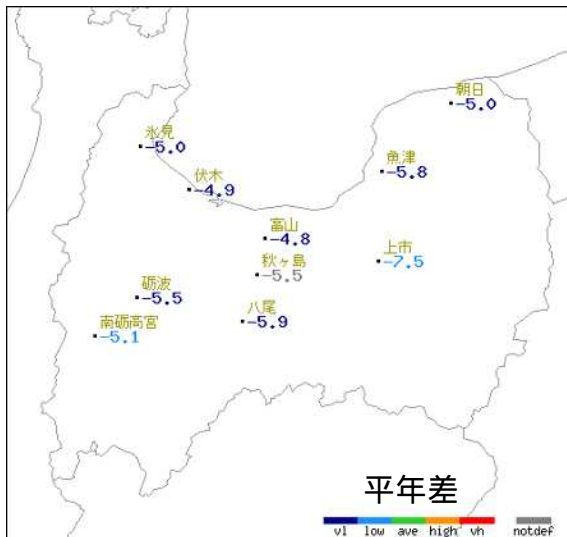 朝日
-5.0
氷見
-5.0
魚津
-5.8
伏木
-4.9
富山
-4.8
上市
-7.5
秋ヶ島
-5.5
砺波
-5.5
八尾
-5.9
南砺高宮
-5.1
平年差
vl low ave high vh notdef